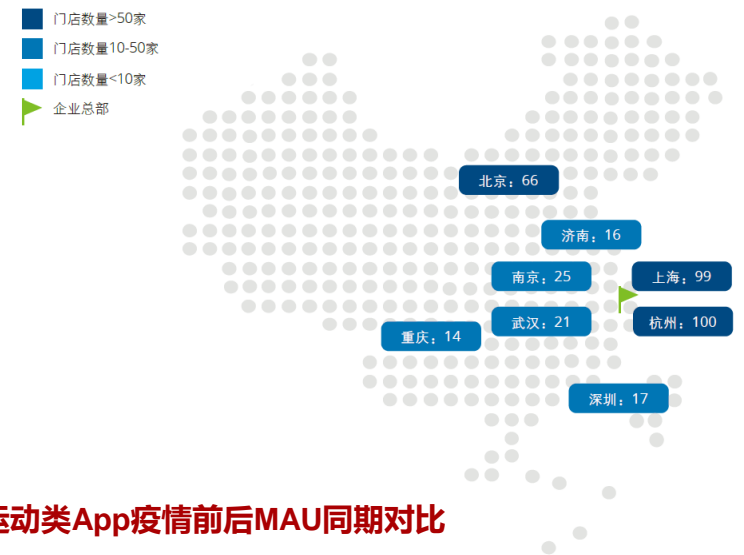 门店数量>50家
门店数量10-50家
门店数量<10家
企业总部
北京：66
济南：16
南京：25
上海：99
武汉：21
杭州：100
重庆：14
深圳：17
运动类App疫情前后MAU同期对比